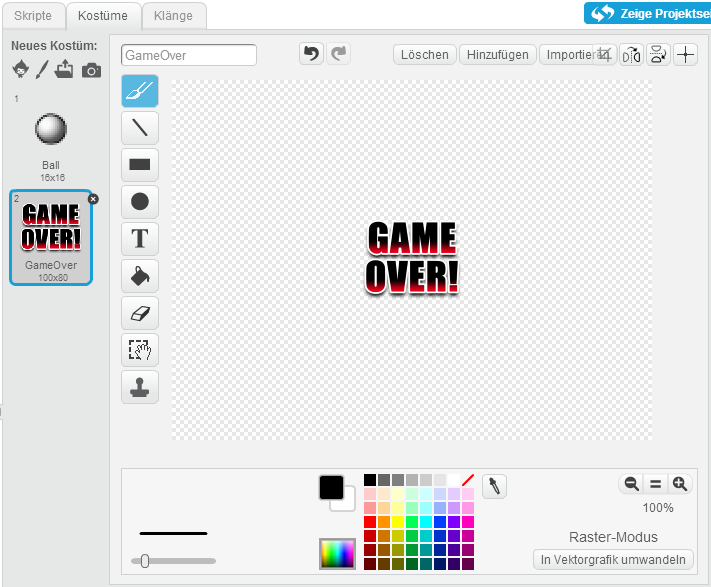 Skripte Kostüme Klänge
Zeige Projektse
Neues Kostüm:
GameOver
Löschen Hinzufügen Importieren
1
Ball
16x16
2
GAME
OVER!
GameOver
100x80
T
GAME
OVER!
100%
Raster-Modus
In Vektorgrafik umwandeln